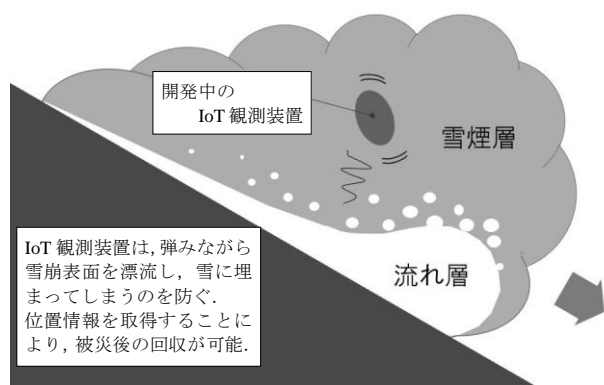 開発中の
IoT 観測装置
雪煙層
流れ層
IoT 観測装置は,弾みながら
雪崩表面を漂流し, 雪に埋
まってしまうのを防ぐ.
位置情報を取得することに
より,被災後の回収が可能.